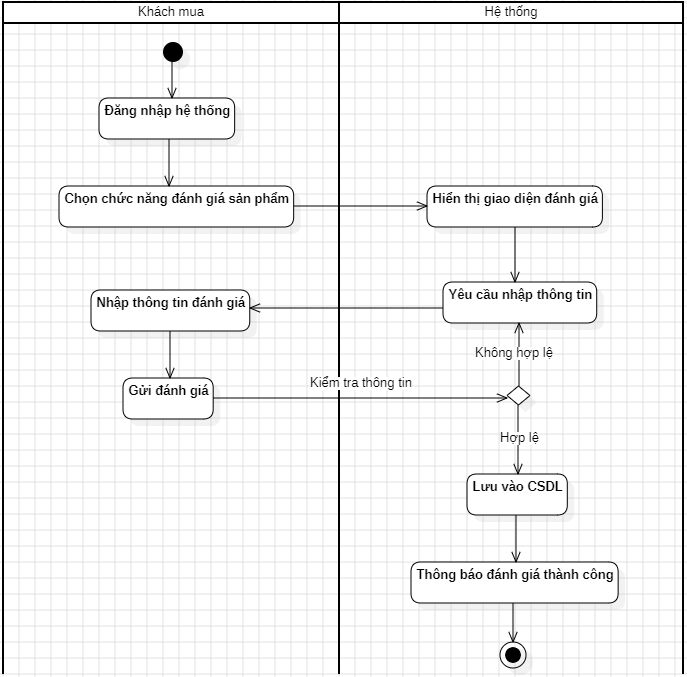 Khách mua
Hệ thống
Đăng nhập hệ thống
Chọn chức năng đánh giá sản phẩm
Hiển thị giao diện đánh giá
Nhập thông tin đánh giá
Yêu cầu nhập thông tin
Không hợp lệ
Gửi đánh giá
Kiểm tra thông tin
Hợp lệ
Lưu vào CSDL
Thông báo đánh giá thành công